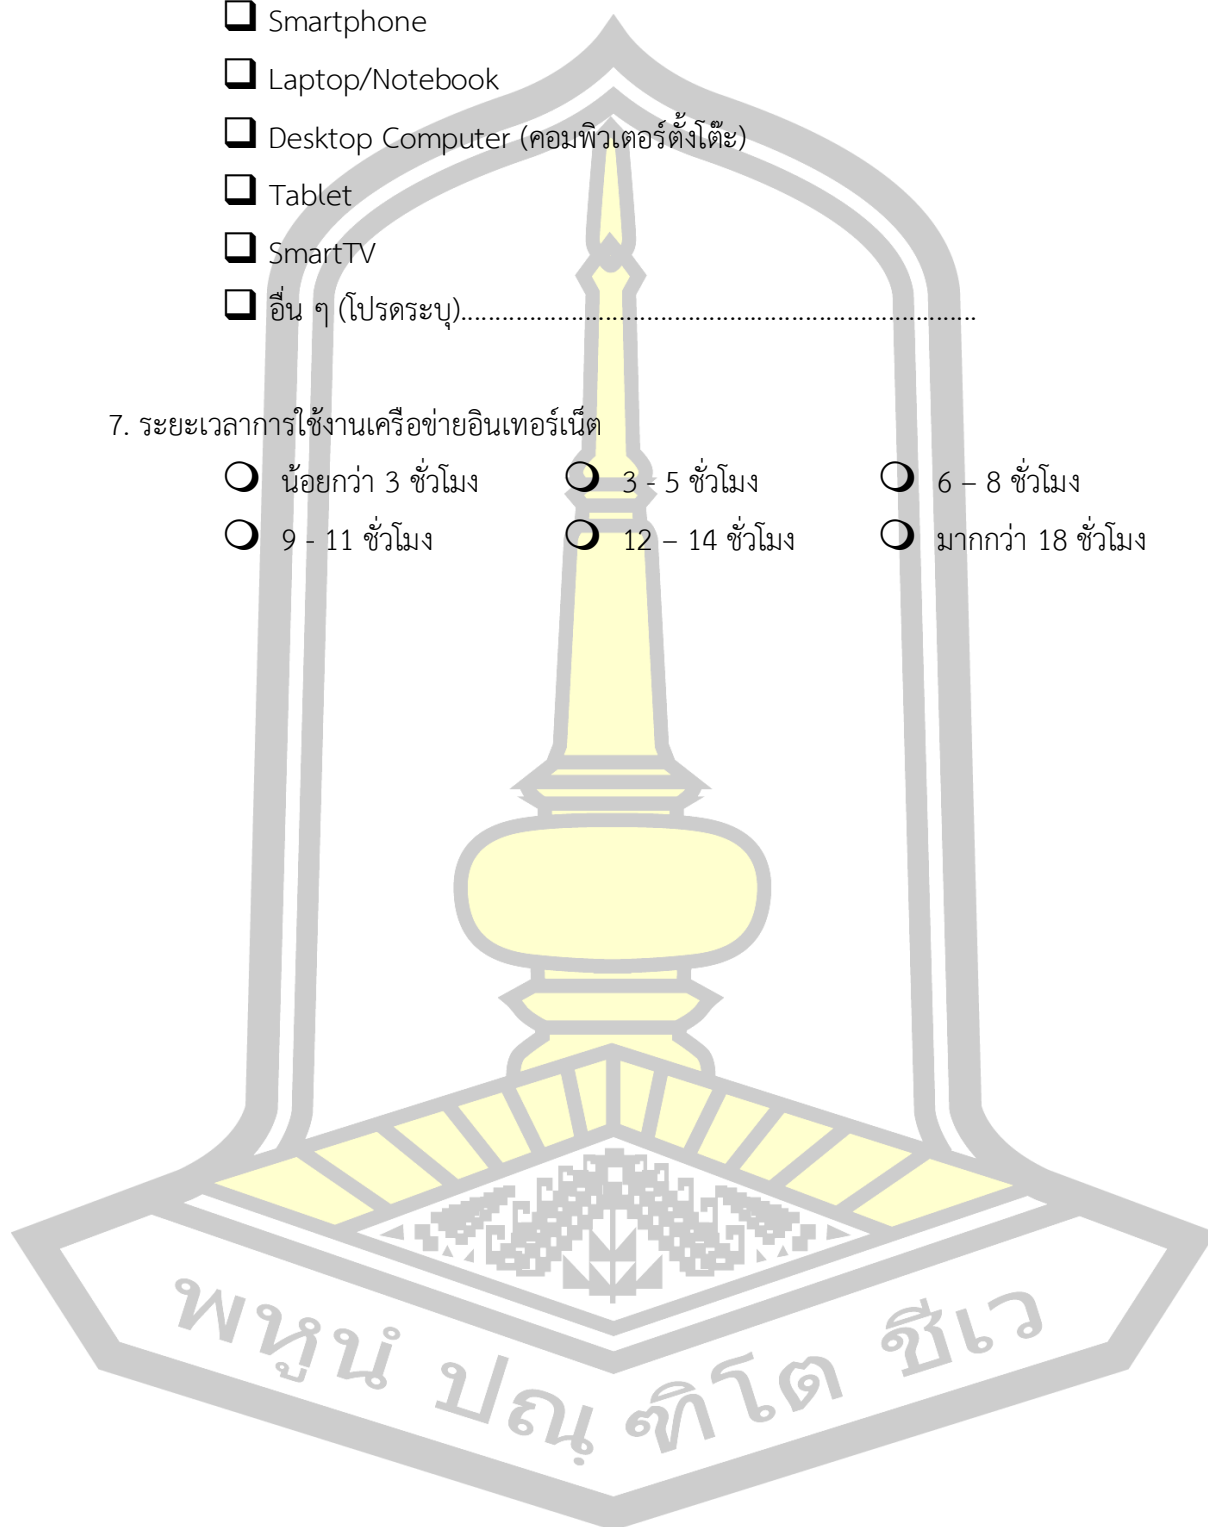 ❑ Smartphone
❑ Laptop/Notebook
❑ Desktop Computer (คอมพิวเตอร์ตั้งโต๊ะ)
❑ Tablet
❑ SmartTV
❑ อื่น ๆ (โปรดระบุ)...........................................................................
7. ระยะเวลาการใช้งานเครือข่ายอินเทอร์เน็ต
❍ น้อยกว่า 3 ชั่วโมง ❍ 3 - 5 ชั่วโมง ❍ 6 – 8 ชั่วโมง
❍ 9 - 11 ชั่วโมง ❍ 12 – 14 ชั่วโมง ❍ มากกว่า 18 ชั่วโมง
พหูนํ ปณฺ ฑิโต ชีเว